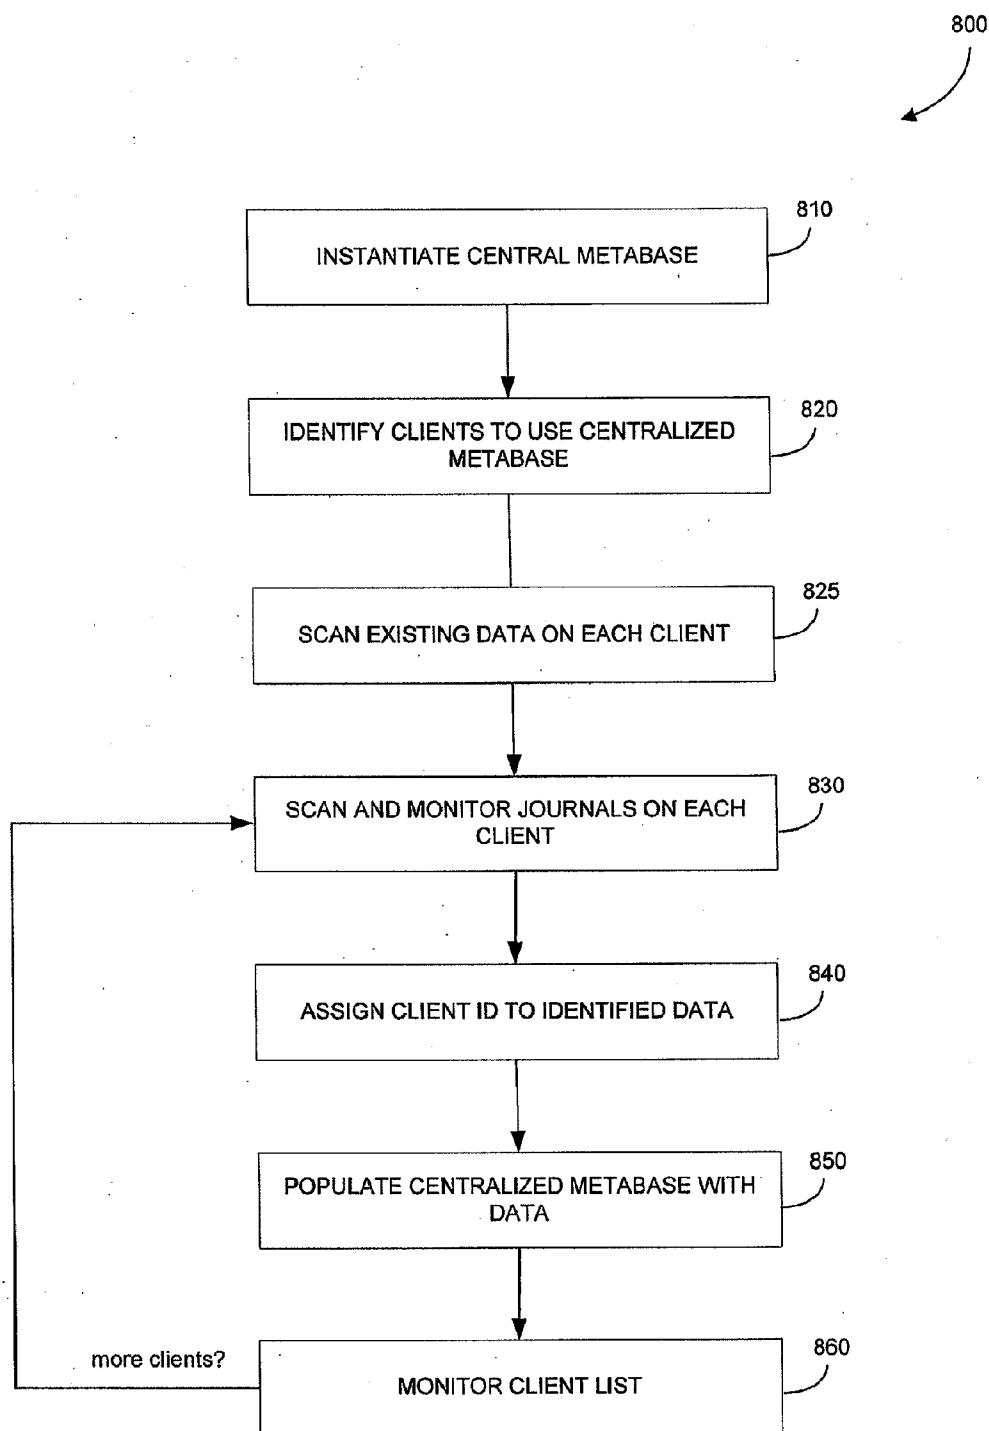 800
810
INSTANTIATE CENTRAL METABASE
820
IDENTIFY CLIENTS TO USE CENTRALIZED
METABASE
825
SCAN EXISTING DATA ON EACH CLIENT
830
SCAN AND MONITOR JOURNALS ON EACH
CLIENT
840
ASSIGN CLIENT ID TO IDENTIFIED DATA
850
POPULATE CENTRALIZED METABASE WITH
DATA
860
more clients?
MONITOR CLIENT LIST